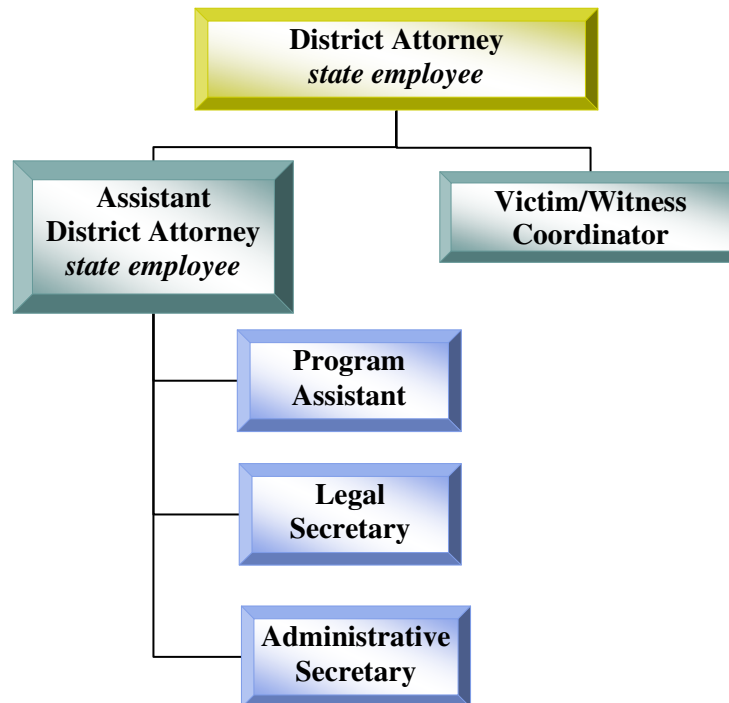 District Attorney
state employee
Assistant
District Attorney
state employee
Victim/Witness
Coordinator
Program
Assistant
Legal
Secretary
Administrative
Secretary